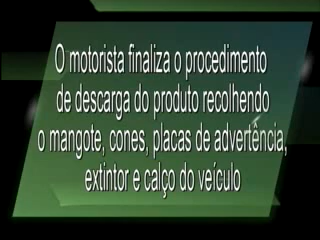 O motorista finaliza o procedimento
de descarga do produto recolhendo
o mangote, cones, placas de advertência,
extintor e calço do veículo